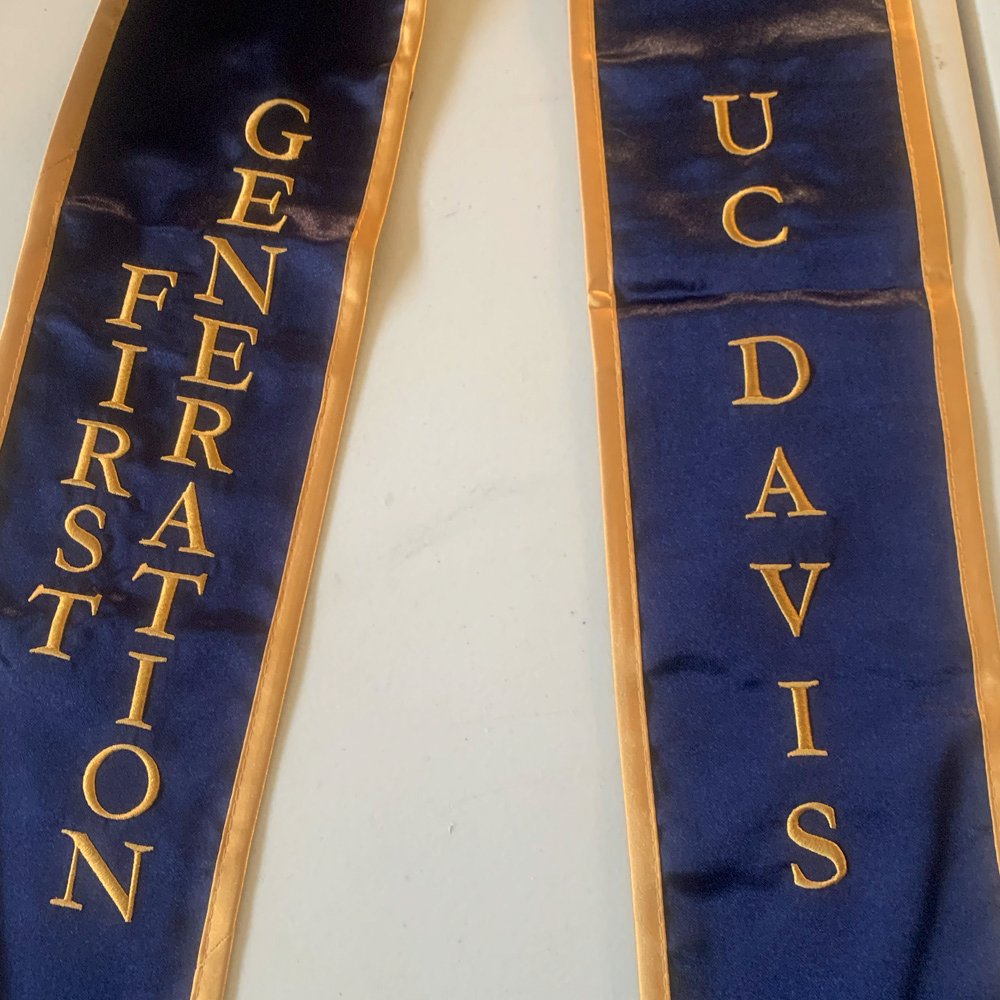 FIRST
GENERATION
UC DAVIS